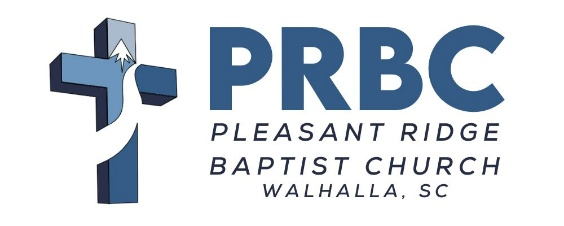 PRBC
PLEASANT RIDGE
BAPTIST CHURCH
WALHALLA, SC